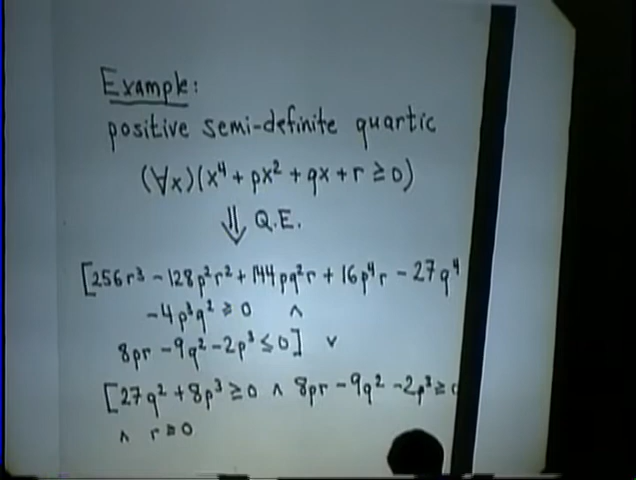 Example:
positive semi-definite quartic
(∀x)(x⁴ + px² + qx + r ≥ 0)
⇓ Q.E.
[256r³ - 128p²r² + 144pq²r + 16p⁴r - 27q⁴
-4p³q² ≥ 0 ∧
8pr - 9q² - 2p³ ≤ 0] ∨
[27q² + 8p³ ≥ 0 ∧ 8pr - 9q² - 2p³ ≥ 0
∧ r ≥ 0